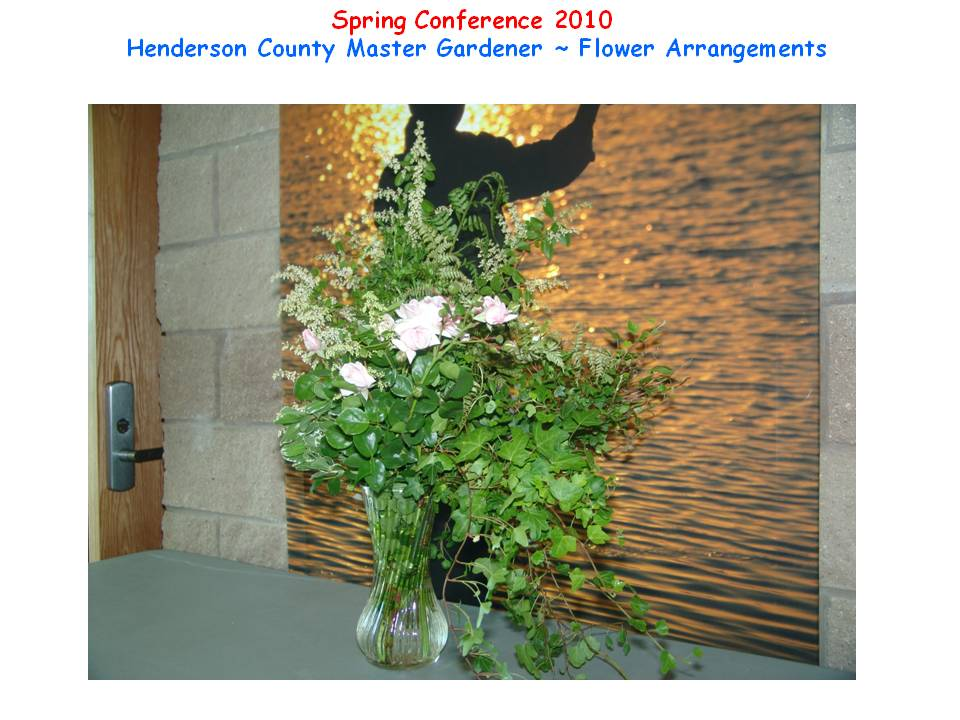 Spring Conference 2010
Henderson County Master Gardener ~ Flower Arrangements